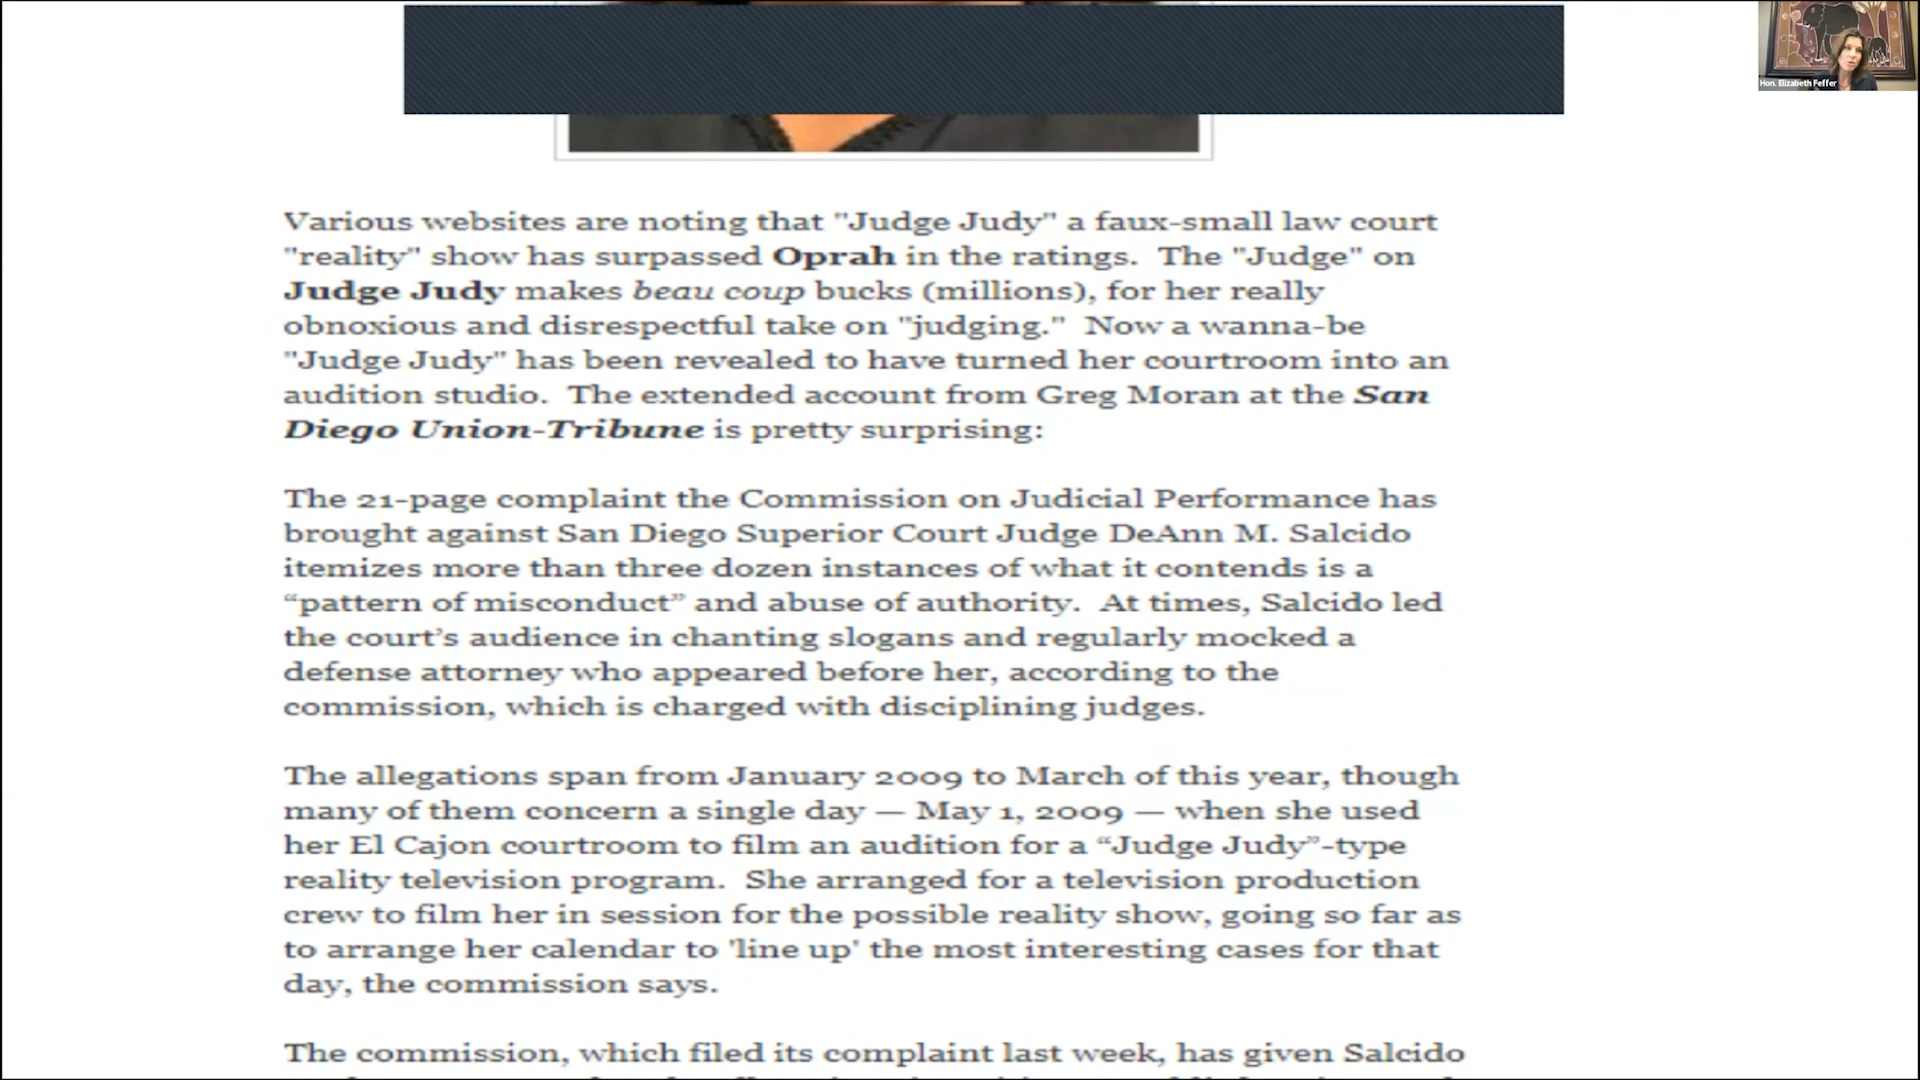 Hon. Elizabeth Feffer
Various websites are noting that "Judge Judy" a faux-small law court
"reality" show has surpassed Oprah in the ratings.  The "Judge" on
Judge Judy makes beau coup bucks (millions), for her really
obnoxious and disrespectful take on "judging."  Now a wanna-be
"Judge Judy" has been revealed to have turned her courtroom into an
audition studio.  The extended account from Greg Moran at the San
Diego Union-Tribune is pretty surprising:
The 21-page complaint the Commission on Judicial Performance has
brought against San Diego Superior Court Judge DeAnn M. Salcido
itemizes more than three dozen instances of what it contends is a
“pattern of misconduct” and abuse of authority.  At times, Salcido led
the court’s audience in chanting slogans and regularly mocked a
defense attorney who appeared before her, according to the
commission, which is charged with disciplining judges.
The allegations span from January 2009 to March of this year, though
many of them concern a single day — May 1, 2009 — when she used
her El Cajon courtroom to film an audition for a “Judge Judy”-type
reality television program.  She arranged for a television production
crew to film her in session for the possible reality show, going so far as
to arrange her calendar to 'line up' the most interesting cases for that
day, the commission says.
The commission, which filed its complaint last week, has given Salcido